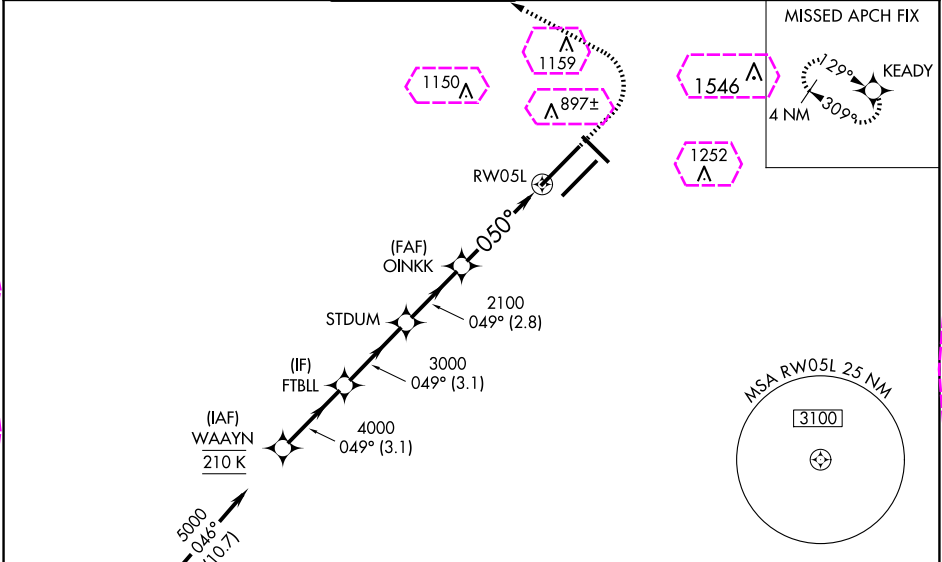 MISSED APCH FIX
KEADY
129°
309°
4 NM
1159
1150
897±
1546
1252
RW05L
050°
(FAF)
OINKK
2100
049° (2.8)
STDUM
3000
049° (3.1)
(IF)
FTBLL
4000
049° (3.1)
(IAF)
WAAYN
210 K
5000
046°
(10.7)
MSA RW05L 25 NM
3100